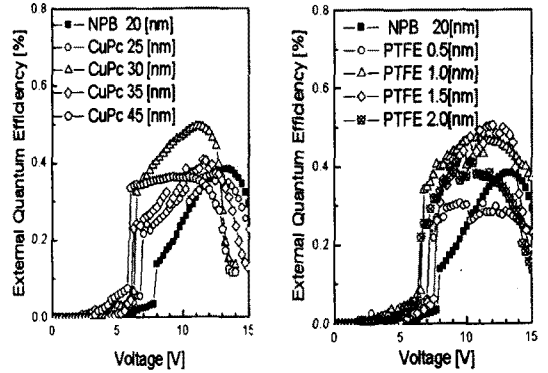 External Quantum Efficiency [%]
0.8
0.6
0.4
0.2
0.0
NPB 20 [nm]
CuPc 25 [nm]
CuPc 30 [nm]
CuPc 35 [nm]
CuPc 45 [nm]
0 5 10 15
Voltage [V]
External Quantum Efficiency [%]
0.8
0.6
0.4
0.2
0.0
NPB 20[nm]
PTFE 0.5[nm]
PTFE 1.0[nm]
PTFE 1.5[nm]
PTFE 2.0[nm]
0 5 10 15
Voltage [V]